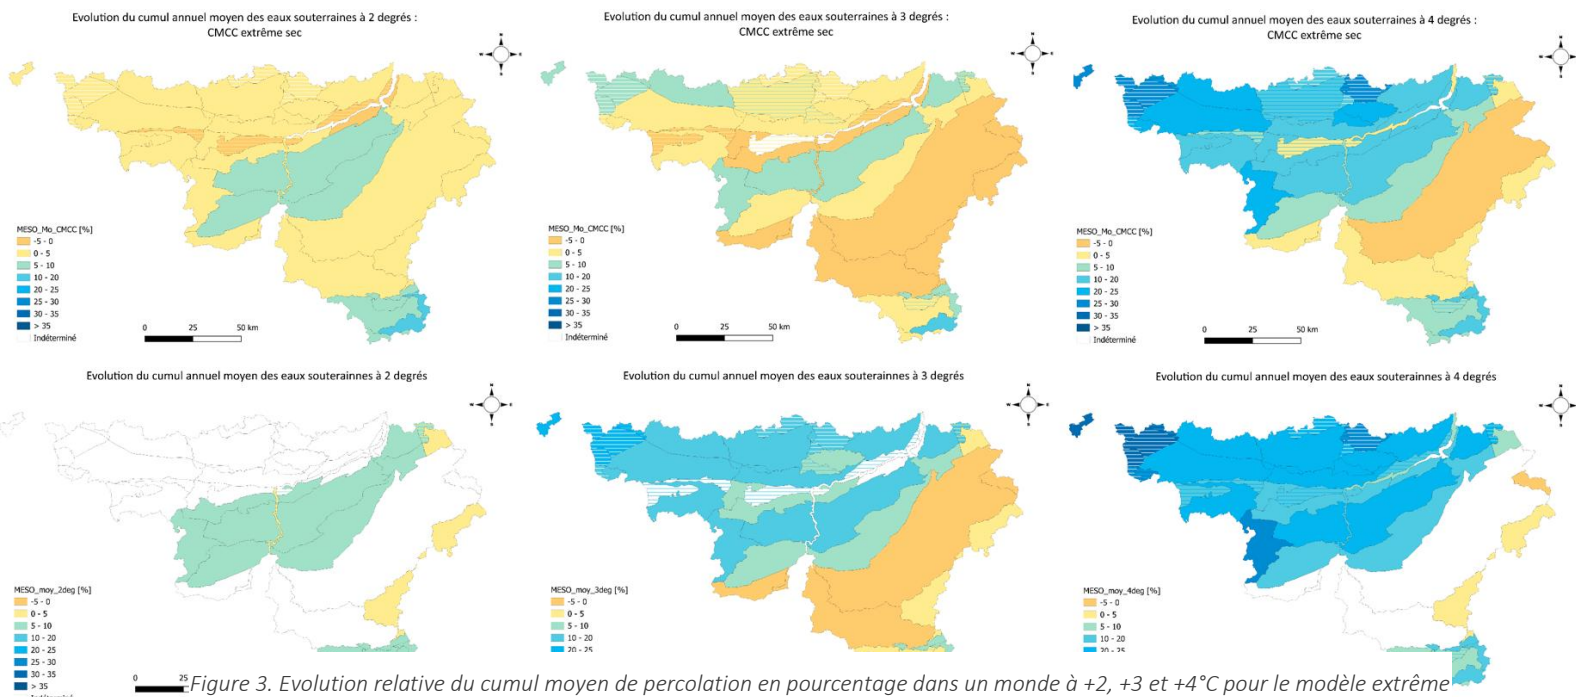 Evolution du cumul annuel moyen des eaux souterraines à 2 degrés :
CMCC extrême sec
N
W
E
S
MESO_Mo_CMCC [%]
-5 - 0
0 - 5
5 - 10
10 - 20
20 - 25
25 - 30
30 - 35
> 35
Indéterminé
0 25 50 km
Evolution du cumul annuel moyen des eaux souterraines à 3 degrés :
CMCC extrême sec
N
W
E
S
MESO_Mo_CMCC [%]
-5 - 0
0 - 5
5 - 10
10 - 20
20 - 25
25 - 30
30 - 35
> 35
Indéterminé
0 25 50 km
Evolution du cumul annuel moyen des eaux souterraines à 4 degrés :
CMCC extrême sec
N
W
E
S
MESO_Mo_CMCC [%]
-5 - 0
0 - 5
5 - 10
10 - 20
20 - 25
25 - 30
30 - 35
> 35
Indéterminé
0 25 50 km
Evolution du cumul annuel moyen des eaux souterrainnes à 2 degrés
N
W
E
S
MESO_moy_2deg [%]
-5 - 0
0 - 5
5 - 10
10 - 20
20 - 25
25 - 30
30 - 35
> 35
0 25
Evolution du cumul annuel moyen des eaux souterrainnes à 3 degrés
N
W
E
S
MESO_moy_3deg [%]
-5 - 0
0 - 5
5 - 10
10 - 20
20 - 25
Evolution du cumul annuel moyen des eaux souterrainnes à 4 degrés
N
W
E
S
MESO_moy_4deg [%]
-5 - 0
0 - 5
5 - 10
10 - 20
20 - 25
Figure 3. Evolution relative du cumul moyen de percolation en pourcentage dans un monde à +2, +3 et +4°C pour le modèle extrême